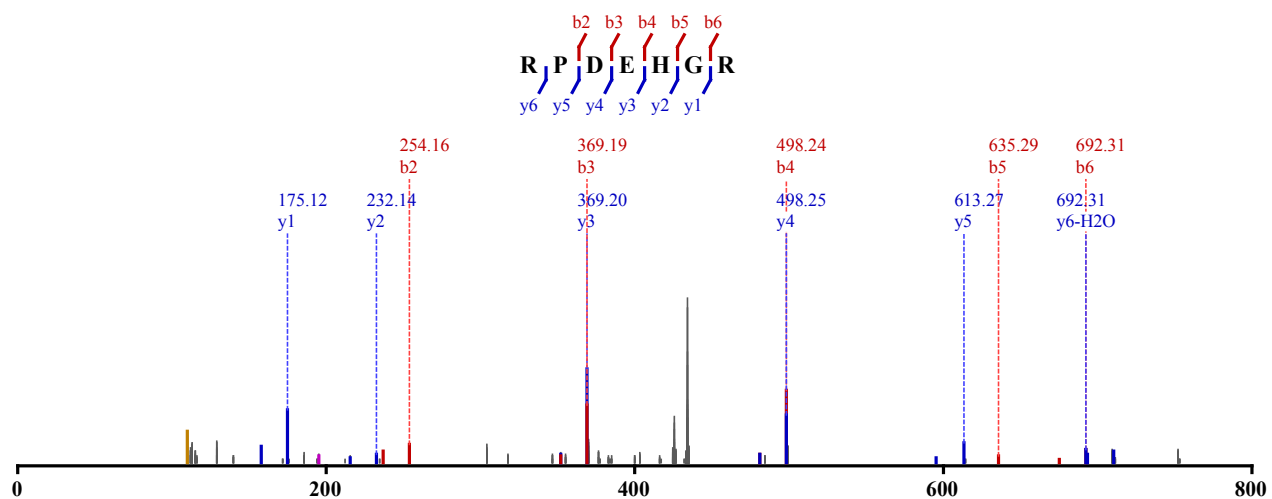 b2 b3 b4 b5 b6
R P D E H G R
y6 y5 y4 y3 y2 y1
254.16 369.19 498.24 635.29 692.31
b2 b3 b4 b5 b6
175.12 232.14 369.20 498.25 613.27 692.31
y1 y2 y3 y4 y5 y6-H2O
0 200 400 600 800